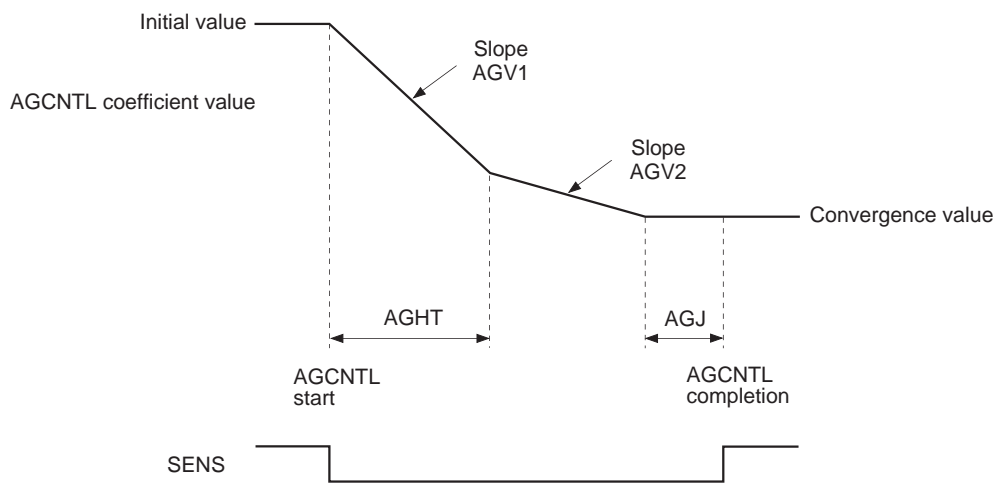 Initial value
Slope
AGV1
AGCNTL coefficient value
Slope
AGV2
Convergence value
AGHT
AGJ
AGCNTL
start
AGCNTL
completion
SENS